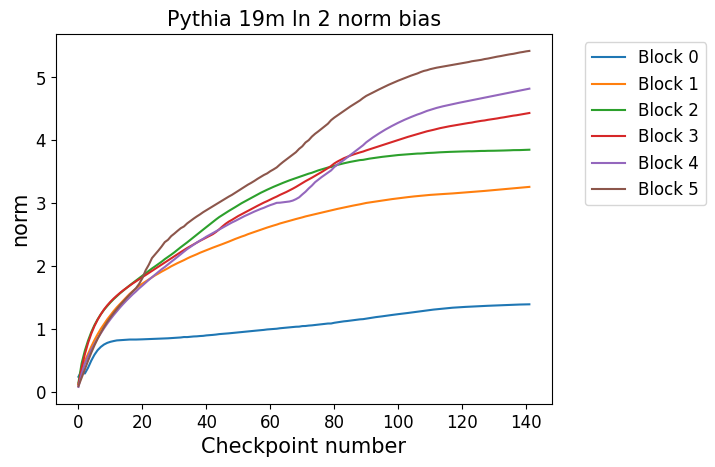 Pythia 19m ln 2 norm bias
norm
5
4
3
2
1
0
0 20 40 60 80 100 120 140
Checkpoint number
Block 0
Block 1
Block 2
Block 3
Block 4
Block 5